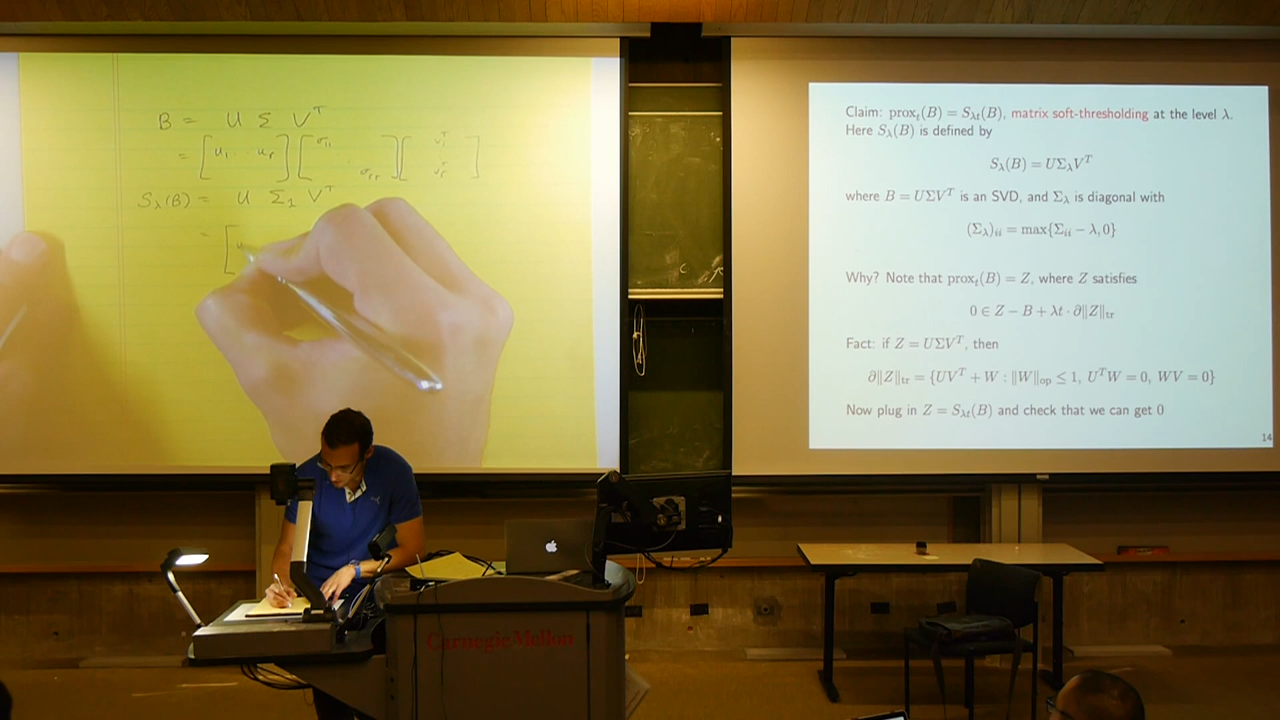 B = U Σ V^T
= [ u_1 ⋯ u_r ] [ σ_11 ⋱ σ_rr ] [ v_1^T ⋮ v_r^T ]
S_λ(B) = U Σ_λ V^T
= [ u
Claim: prox_t(B) = S_λt(B), matrix soft-thresholding at the level λ.
Here S_λ(B) is defined by
S_λ(B) = UΣ_λV^T
where B = UΣV^T is an SVD, and Σ_λ is diagonal with
(Σ_λ)_ii = max{Σ_ii − λ, 0}
Why? Note that prox_t(B) = Z, where Z satisfies
0 ∈ Z − B + λt · ∂‖Z‖_tr
Fact: if Z = UΣV^T, then
∂‖Z‖_tr = {UV^T + W : ‖W‖_op ≤ 1, U^T W = 0, WV = 0}
Now plug in Z = S_λt(B) and check that we can get 0
14
Carnegie Mellon